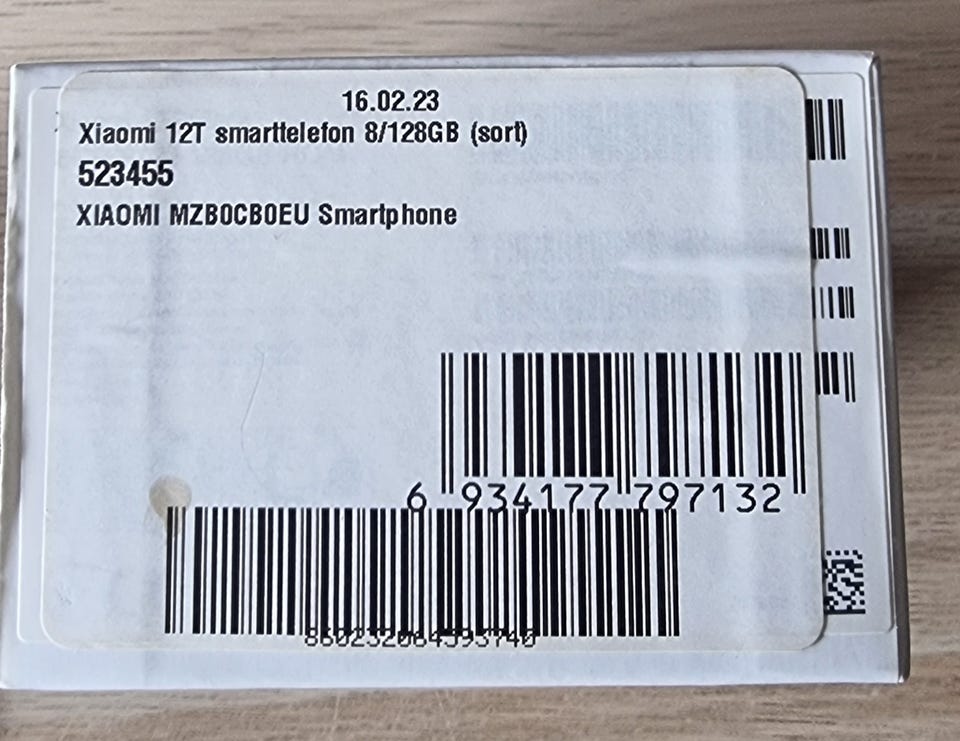 16.02.23
Xiaomi 12T smarttelefon 8/128GB (sort)
523455
XIAOMI MZB0CB0EU Smartphone
6 934177 797132